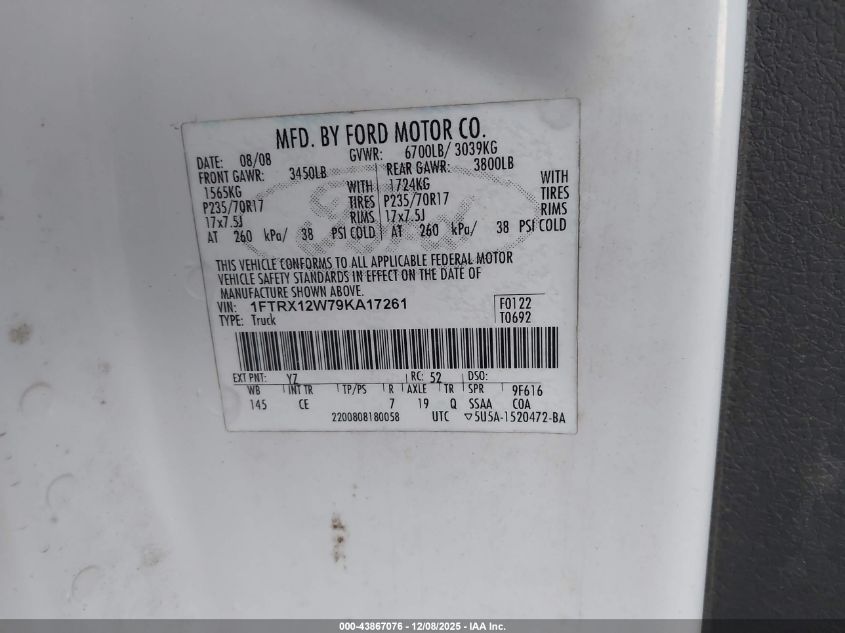 MFD. BY FORD MOTOR CO.
DATE: 08/08 GVWR: 6700LB/ 3039KG
FRONT GAWR: 3450LB REAR GAWR: 3800LB
1565KG WITH 1724KG WITH
P235/70R17 TIRES P235/70R17 TIRES
17x7.5J RIMS 17x7.5J RIMS
AT 260 kPa/ 38 PSI COLD AT 260 kPa/ 38 PSI COLD
THIS VEHICLE CONFORMS TO ALL APPLICABLE FEDERAL MOTOR
VEHICLE SAFETY STANDARDS IN EFFECT ON THE DATE OF
MANUFACTURE SHOWN ABOVE.
VIN: 1FTRX12W79KA17261 F0122
TYPE: Truck T0692
EXT PNT: YZ RC: 52 DSO:
WB INT TR TP/PS R AXLE TR SPR 9F616
145 CE 7 19 Q SSAA COA
2200808180058 UTC ▽5U5A-1520472-BA
000-43867076 - 12/08/2025 - IAA Inc.